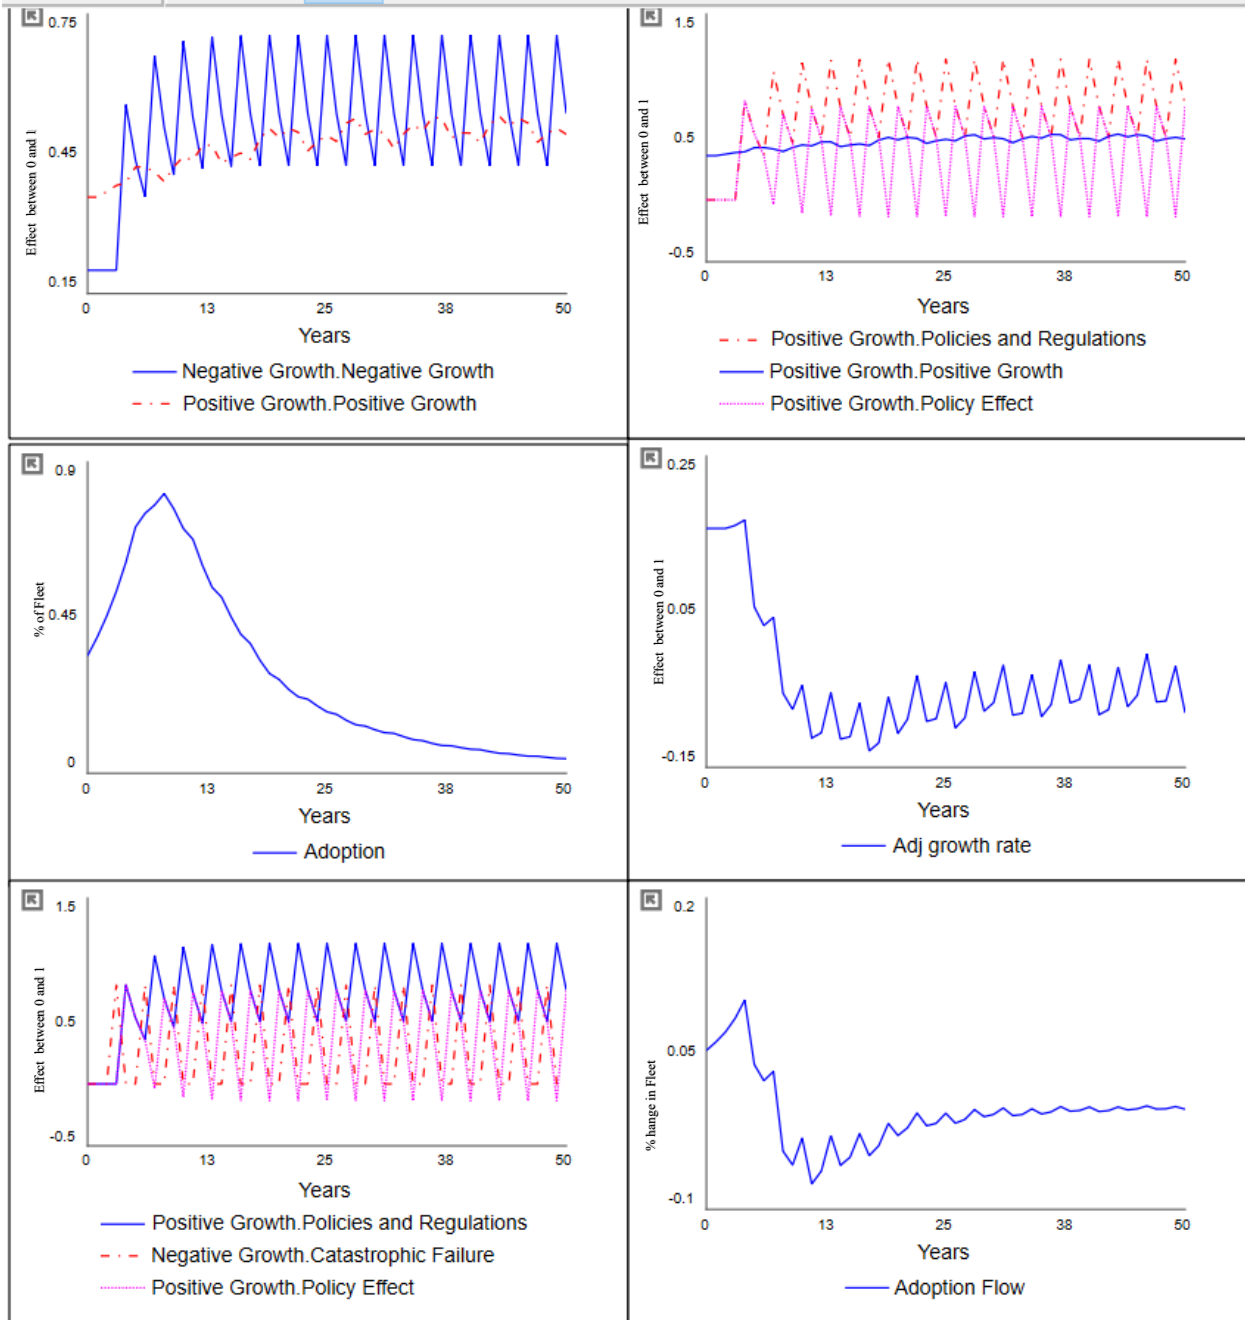 0.75
Effect between 0 and 1
0.45
0.15
0 13 25 38 50
Years
Negative Growth.Negative Growth
Positive Growth.Positive Growth
1.5
Effect between 0 and 1
0.5
-0.5
0 13 25 38 50
Years
Positive Growth.Policies and Regulations
Positive Growth.Positive Growth
Positive Growth.Policy Effect
0.9
% of Fleet
0.45
0
0 13 25 38 50
Years
Adoption
0.25
Effect between 0 and 1
0.05
-0.15
0 13 25 38 50
Years
Adj growth rate
1.5
Effect between 0 and 1
0.5
-0.5
0 13 25 38 50
Years
Positive Growth.Policies and Regulations
Negative Growth.Catastrophic Failure
Positive Growth.Policy Effect
0.2
% hange in Fleet
0.05
-0.1
0 13 25 38 50
Years
Adoption Flow